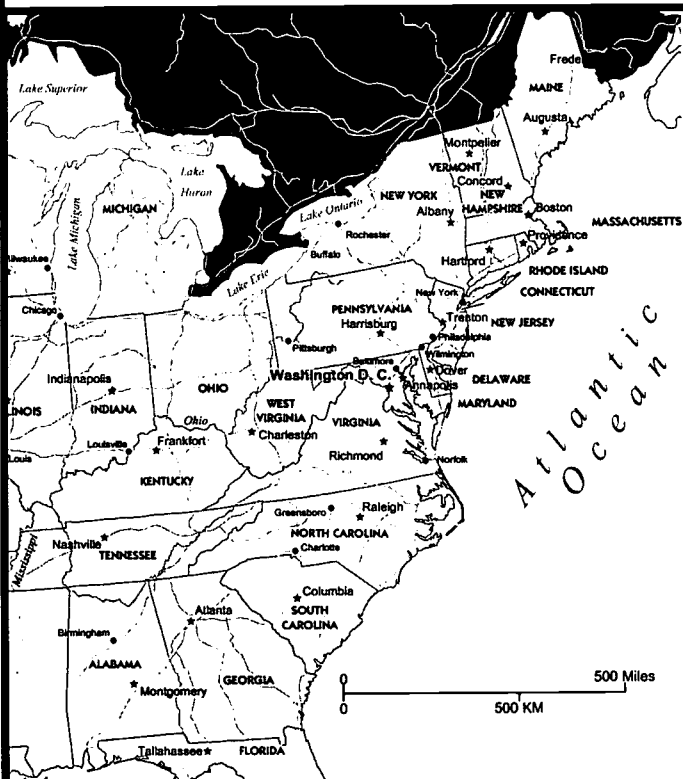 Frede
Lake Superior
MAINE
Augusta
Montpelier
VERMONT
Lake
Huron
Concord
NEW
HAMPSHIRE
NEW YORK
MICHIGAN
Lake Michigan
Lake Ontario
Albany
Boston
MASSACHUSETTS
Rochester
Providence
Buffalo
Hartford
Milwaukee
RHODE ISLAND
Lake Erie
New York
CONNECTICUT
Chicago
PENNSYLVANIA
Harrisburg
Trenton
NEW JERSEY
Philadelphia
Pittsburgh
Wilmington
Baltimore
Washington D.C.
Dover
Indianapolis
OHIO
Annapolis
DELAWARE
Atlantic
Ocean
INOIS
INDIANA
WEST
VIRGINIA
MARYLAND
Ohio
VIRGINIA
Charleston
Louisville
Frankfort
Richmond
Louis
Norfolk
KENTUCKY
Greensboro
Raleigh
Mississippi
Nashville
TENNESSEE
NORTH CAROLINA
Charlotte
Columbia
Atlanta
SOUTH
CAROLINA
Birmingham
ALABAMA
GEORGIA
Montgomery
0
500 Miles
0
500 KM
Tallahassee
FLORIDA